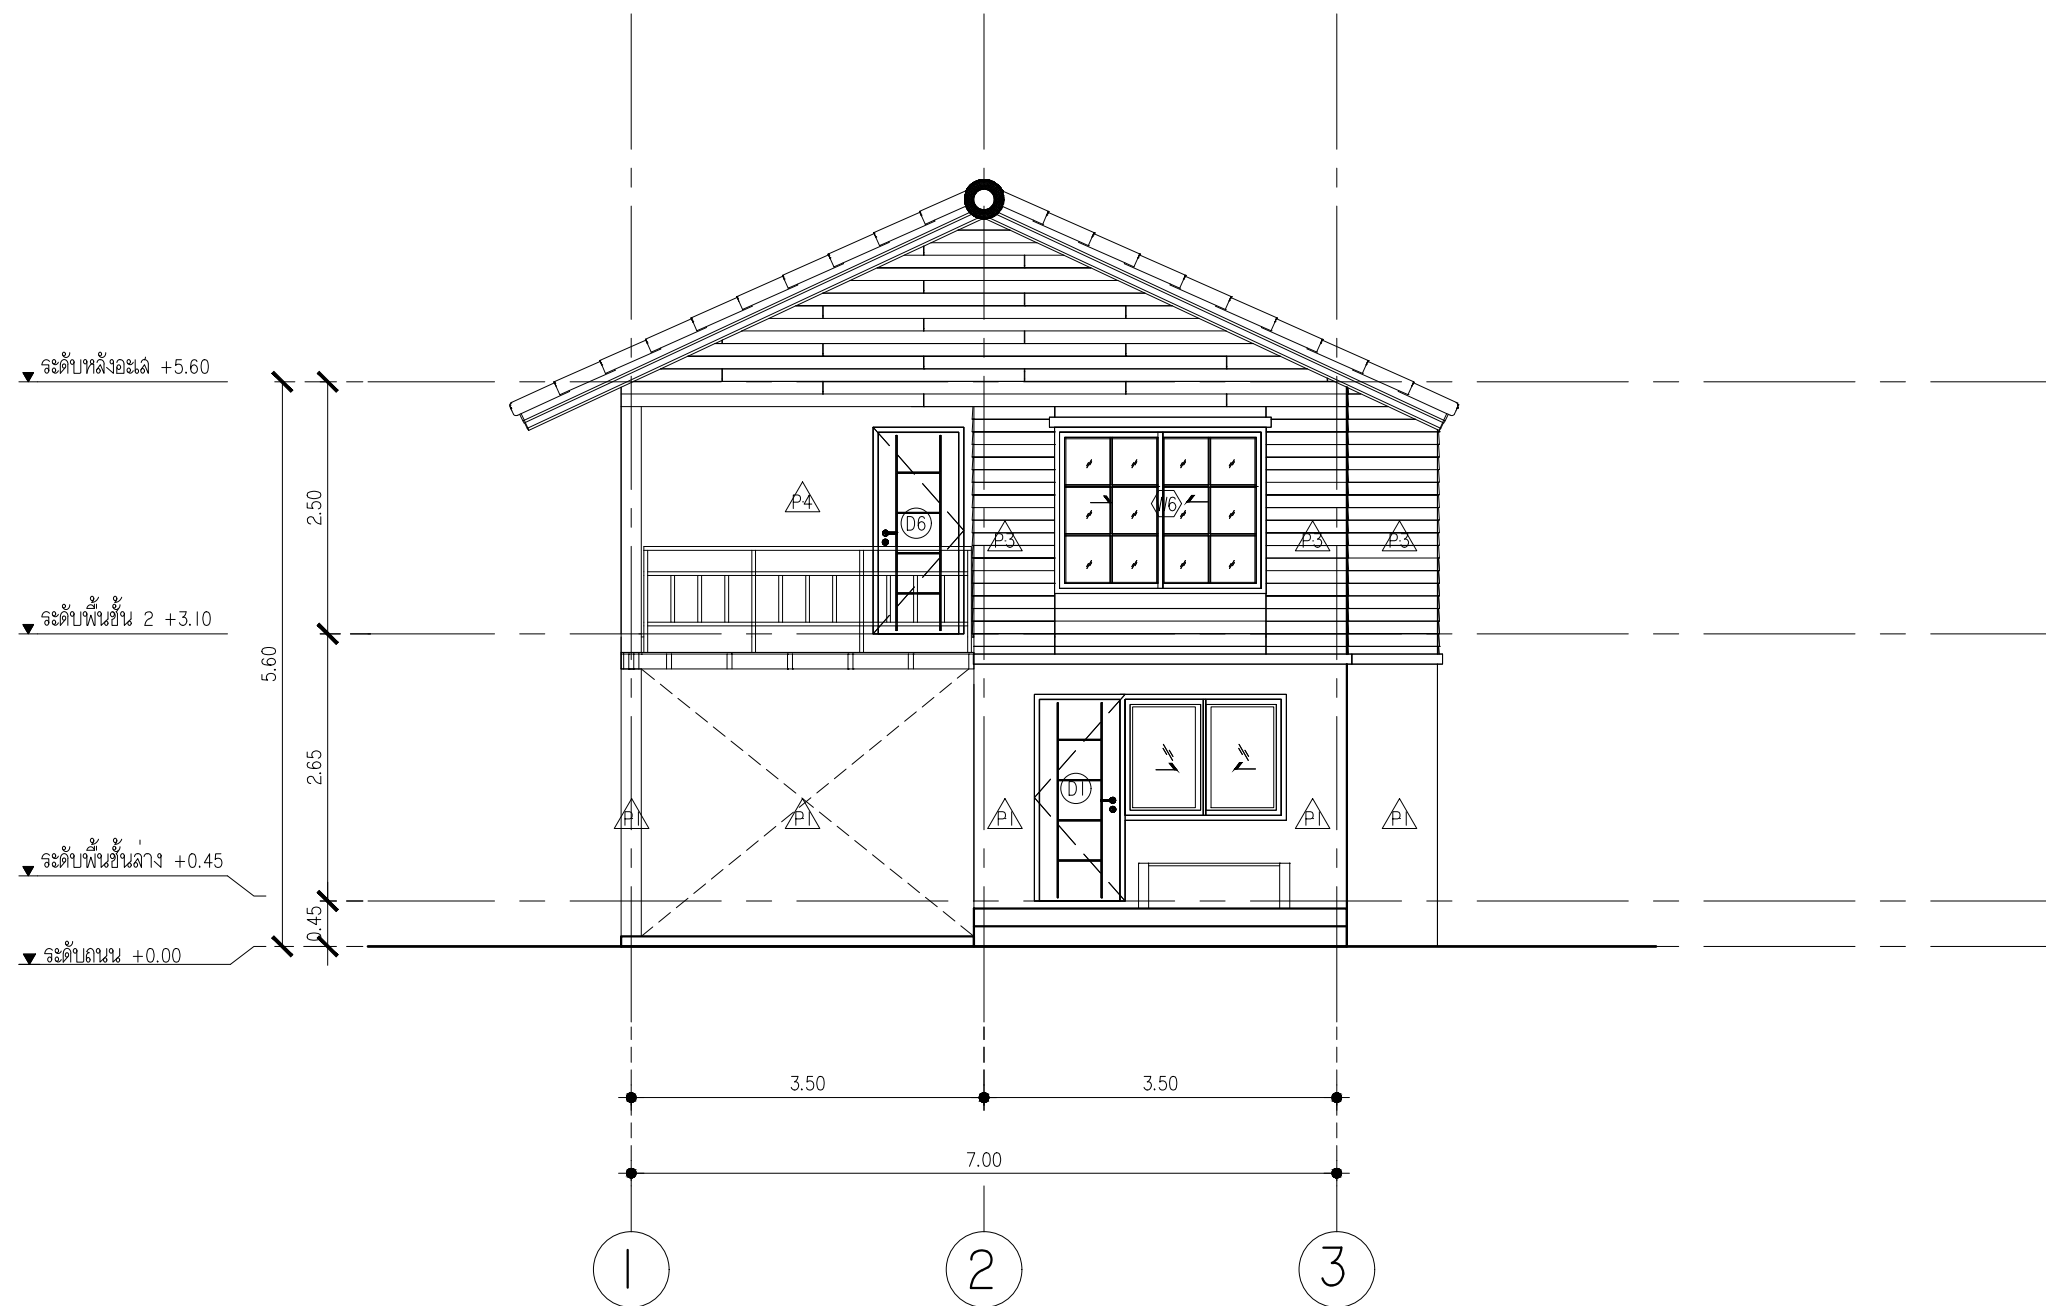 ระดับหลังอะเส +5.60
2.50
P4
D6
W6
P3
P3
P3
ระดับพื้นชั้น 2 +3.10
5.60
2.65
D1
P1
P1
P1
P1
P1
ระดับพื้นชั้นล่าง +0.45
0.45
ระดับถนน +0.00
3.50
3.50
7.00
1
2
3